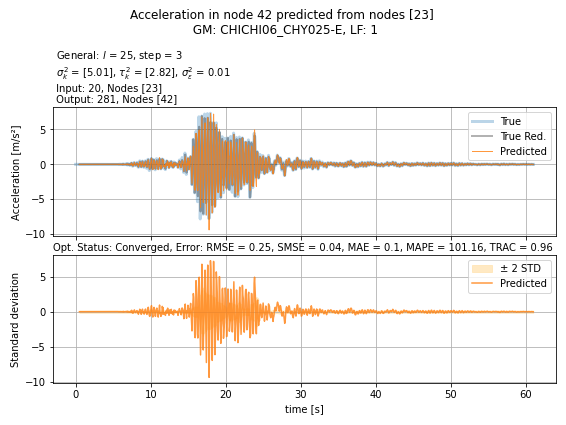 Acceleration in node 42 predicted from nodes [23]
GM: CHICHI06_CHY025-E, LF: 1
General: l = 25, step = 3
σ²ₖ = [5.01], τ²ₖ = [2.82], σ²ε = 0.01
Input: 20, Nodes [23]
Output: 281, Nodes [42]
Acceleration [m/s²]
5
0
−5
−10
True
True Red.
Predicted
Opt. Status: Converged, Error: RMSE = 0.25, SMSE = 0.04, MAE = 0.1, MAPE = 101.16, TRAC = 0.96
Standard deviation
5
0
−5
−10
± 2 STD
Predicted
0 10 20 30 40 50 60
time [s]